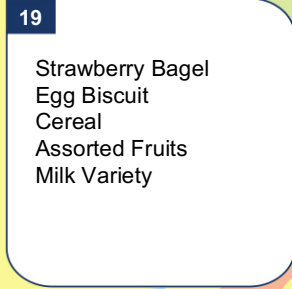 19
Strawberry Bagel
Egg Biscuit
Cereal
Assorted Fruits
Milk Variety